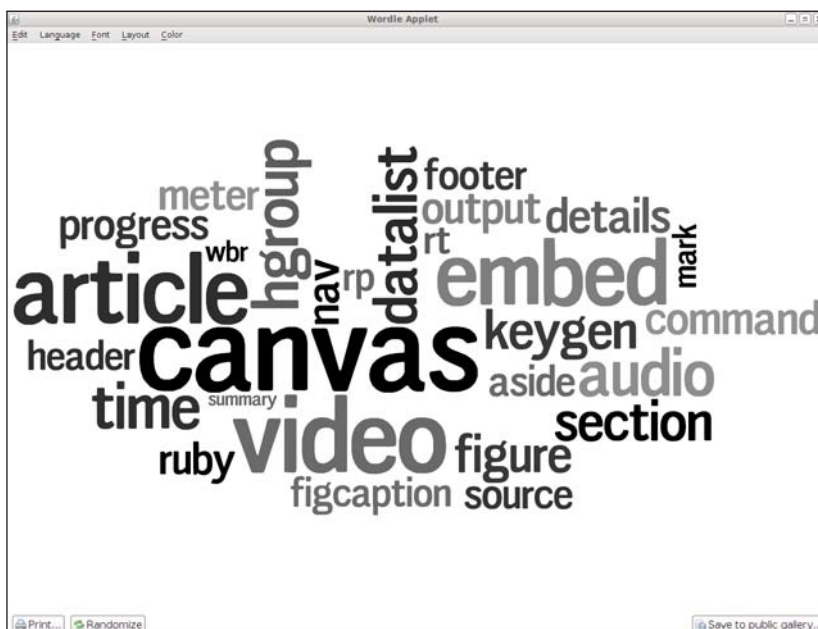 Wordle Applet
Edit Language Font Layout Color
hgroup
datalist
footer
meter
output
details
progress
rt
mark
wbr
nav
rp
embed
article
canvas
keygen
command
header
aside
audio
time
summary
video
section
ruby
figure
figcaption
source
Print... Randomize Save to public gallery...